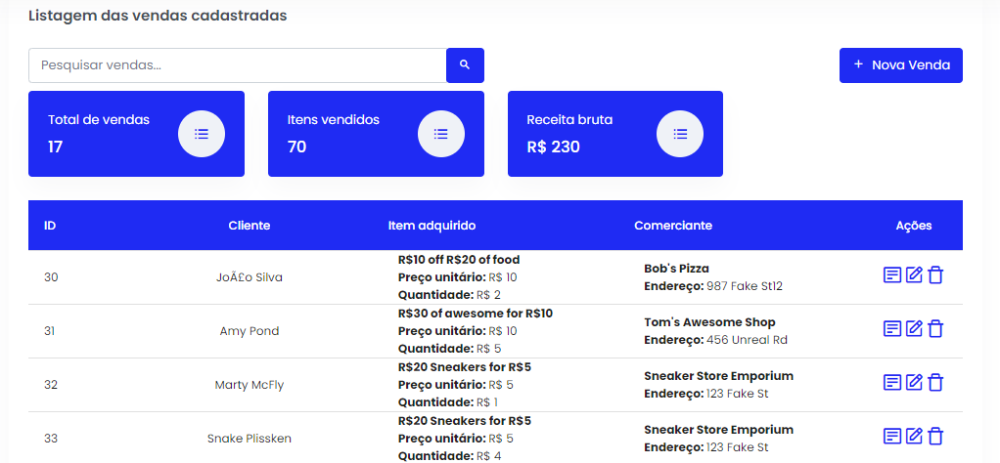 Listagem das vendas cadastradas
Pesquisar vendas...
+ Nova Venda
Total de vendas
17
Itens vendidos
70
Receita bruta
R$ 230
ID Cliente Item adquirido Comerciante Ações
30 JoÃ£o Silva
R$10 off R$20 of food
Preço unitário: R$ 10
Quantidade: R$ 2
Bob's Pizza
Endereço: 987 Fake St12
31 Amy Pond
R$30 of awesome for R$10
Preço unitário: R$ 10
Quantidade: R$ 5
Tom's Awesome Shop
Endereço: 456 Unreal Rd
32 Marty McFly
R$20 Sneakers for R$5
Preço unitário: R$ 5
Quantidade: R$ 1
Sneaker Store Emporium
Endereço: 123 Fake St
33 Snake Plissken
R$20 Sneakers for R$5
Preço unitário: R$ 5
Quantidade: R$ 4
Sneaker Store Emporium
Endereço: 123 Fake St